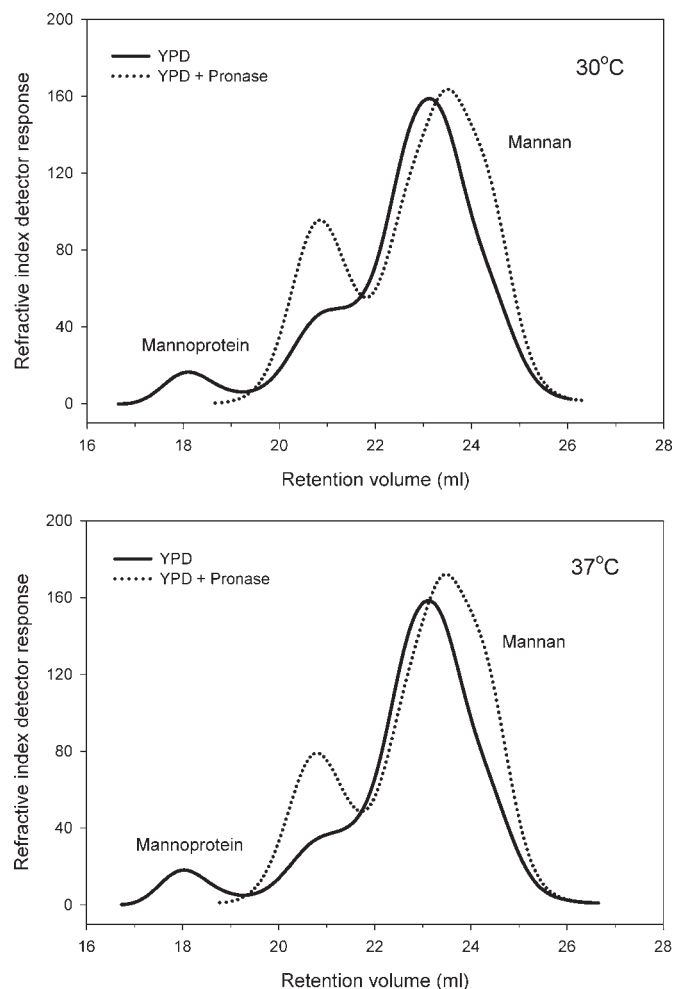 200
YPD
YPD + Pronase
30°C
160
Mannan
120
80
Mannoprotein
40
0
16 18 20 22 24 26 28
Retention volume (ml)
Refractive index detector response
200
YPD
YPD + Pronase
37°C
160
Mannan
120
80
Mannoprotein
40
0
16 18 20 22 24 26 28
Retention volume (ml)
Refractive index detector response